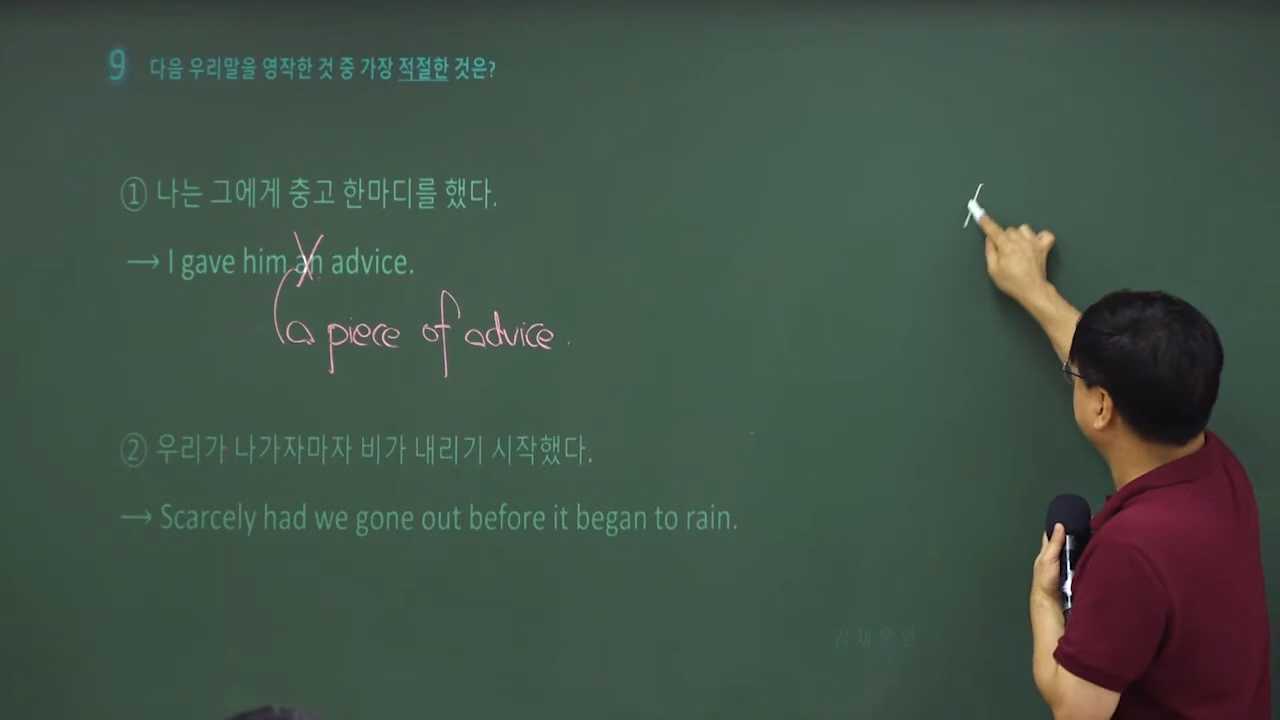 9 다음 우리말을 영작한 것 중 가장 적절한 것은?
① 나는 그에게 충고 한마디를 했다.
→ I gave him an advice.
a piece of advice.
② 우리가 나가자마자 비가 내리기 시작했다.
→ Scarcely had we gone out before it began to rain.